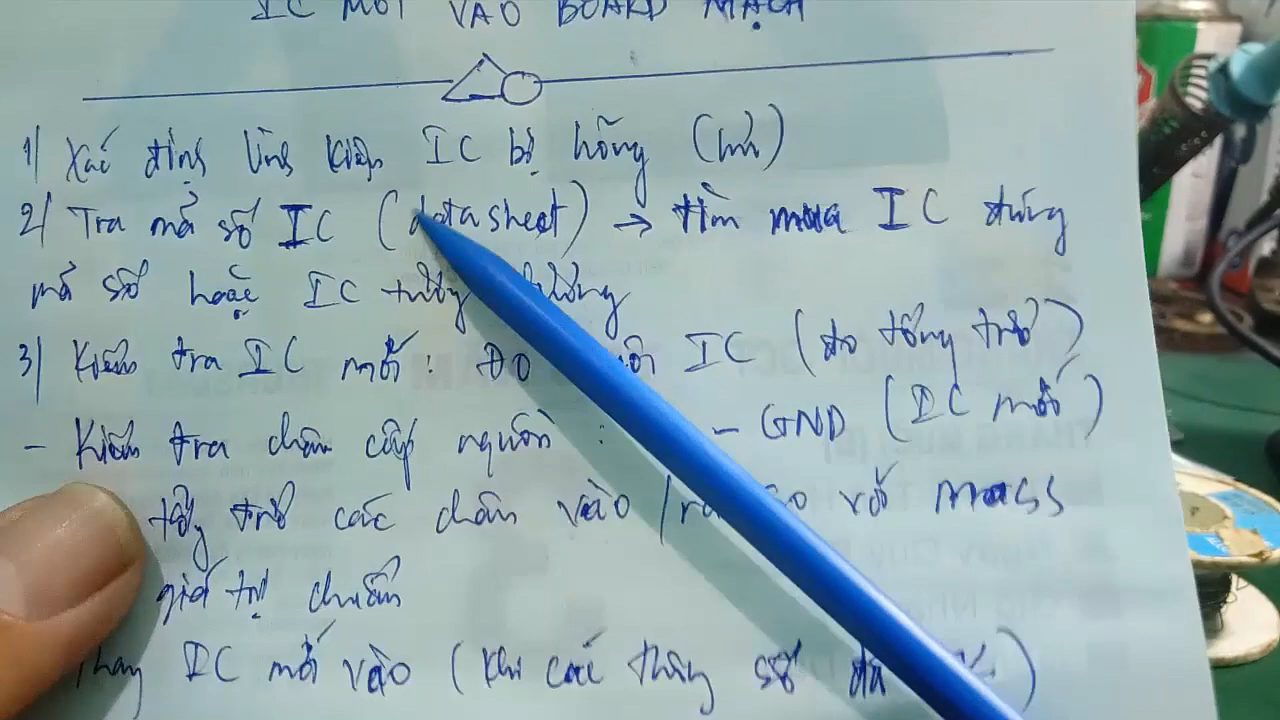 IC MỚI VÀO BOARD MẠCH
1) Xác định linh kiện IC bị hỏng (hư)
2) Tra mã số IC (datasheet) → tìm mua IC đúng
mã số hoặc IC tương đương
3) Kiểm tra IC mới: Đo IC (đo tổng trở)
- Kiểm tra chân cấp nguồn: - GND (IC mới)
tổng trở các chân vào/ra so với mass
giá trị chuẩn
Thay IC mới vào (khi các thông số đã)